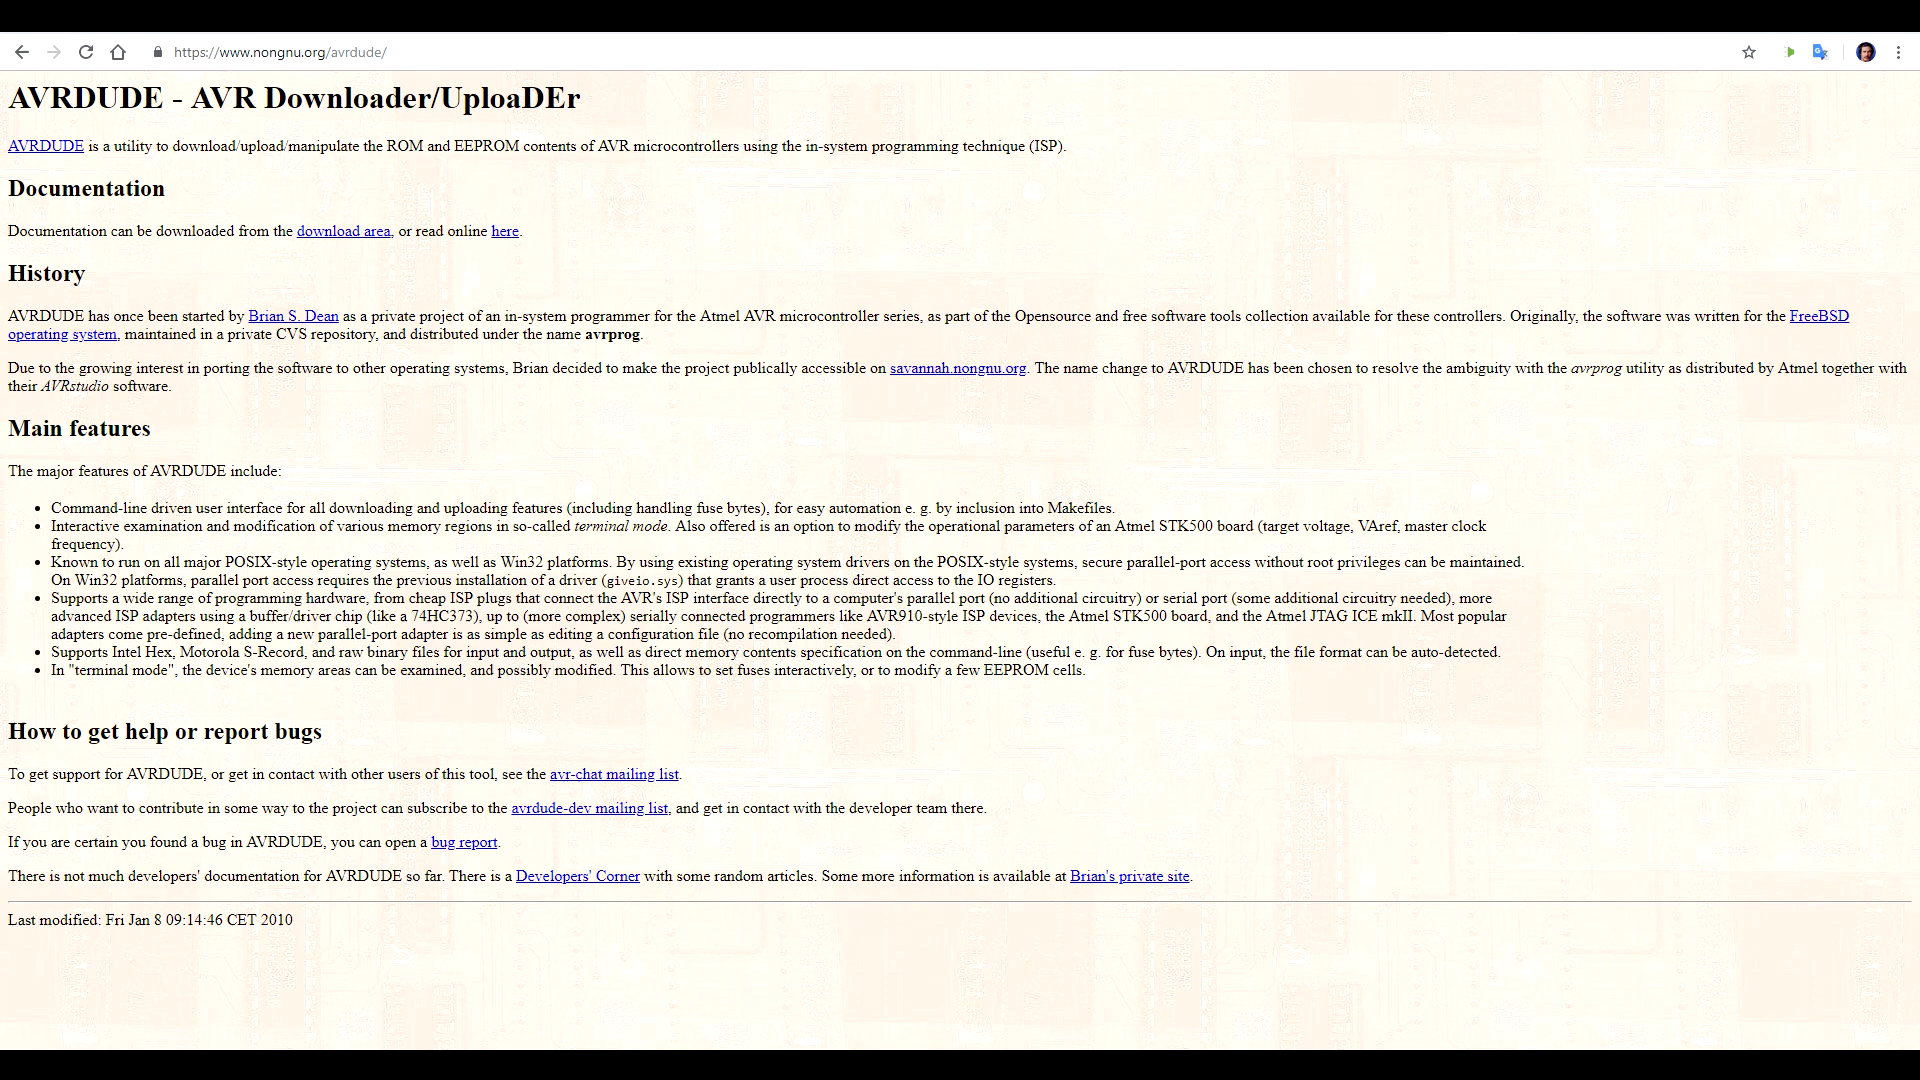 https://www.nongnu.org/avrdude/
AVRDUDE - AVR Downloader/UploaDEr
AVRDUDE is a utility to download/upload/manipulate the ROM and EEPROM contents of AVR microcontrollers using the in-system programming technique (ISP).
Documentation
Documentation can be downloaded from the download area, or read online here.
History
AVRDUDE has once been started by Brian S. Dean as a private project of an in-system programmer for the Atmel AVR microcontroller series, as part of the Opensource and free software tools collection available for these controllers. Originally, the software was written for the FreeBSD
operating system, maintained in a private CVS repository, and distributed under the name avrprog.
Due to the growing interest in porting the software to other operating systems, Brian decided to make the project publically accessible on savannah.nongnu.org. The name change to AVRDUDE has been chosen to resolve the ambiguity with the avrprog utility as distributed by Atmel together with
their AVRstudio software.
Main features
The major features of AVRDUDE include:
• Command-line driven user interface for all downloading and uploading features (including handling fuse bytes), for easy automation e. g. by inclusion into Makefiles.
• Interactive examination and modification of various memory regions in so-called terminal mode. Also offered is an option to modify the operational parameters of an Atmel STK500 board (target voltage, VAref, master clock
frequency).
• Known to run on all major POSIX-style operating systems, as well as Win32 platforms. By using existing operating system drivers on the POSIX-style systems, secure parallel-port access without root privileges can be maintained.
On Win32 platforms, parallel port access requires the previous installation of a driver (giveio.sys) that grants a user process direct access to the IO registers.
• Supports a wide range of programming hardware, from cheap ISP plugs that connect the AVR's ISP interface directly to a computer's parallel port (no additional circuitry) or serial port (some additional circuitry needed), more
advanced ISP adapters using a buffer/driver chip (like a 74HC373), up to (more complex) serially connected programmers like AVR910-style ISP devices, the Atmel STK500 board, and the Atmel JTAG ICE mkII. Most popular
adapters come pre-defined, adding a new parallel-port adapter is as simple as editing a configuration file (no recompilation needed).
• Supports Intel Hex, Motorola S-Record, and raw binary files for input and output, as well as direct memory contents specification on the command-line (useful e. g. for fuse bytes). On input, the file format can be auto-detected.
• In "terminal mode", the device's memory areas can be examined, and possibly modified. This allows to set fuses interactively, or to modify a few EEPROM cells.
How to get help or report bugs
To get support for AVRDUDE, or get in contact with other users of this tool, see the avr-chat mailing list.
People who want to contribute in some way to the project can subscribe to the avrdude-dev mailing list, and get in contact with the developer team there.
If you are certain you found a bug in AVRDUDE, you can open a bug report.
There is not much developers' documentation for AVRDUDE so far. There is a Developers' Corner with some random articles. Some more information is available at Brian's private site.
Last modified: Fri Jan 8 09:14:46 CET 2010